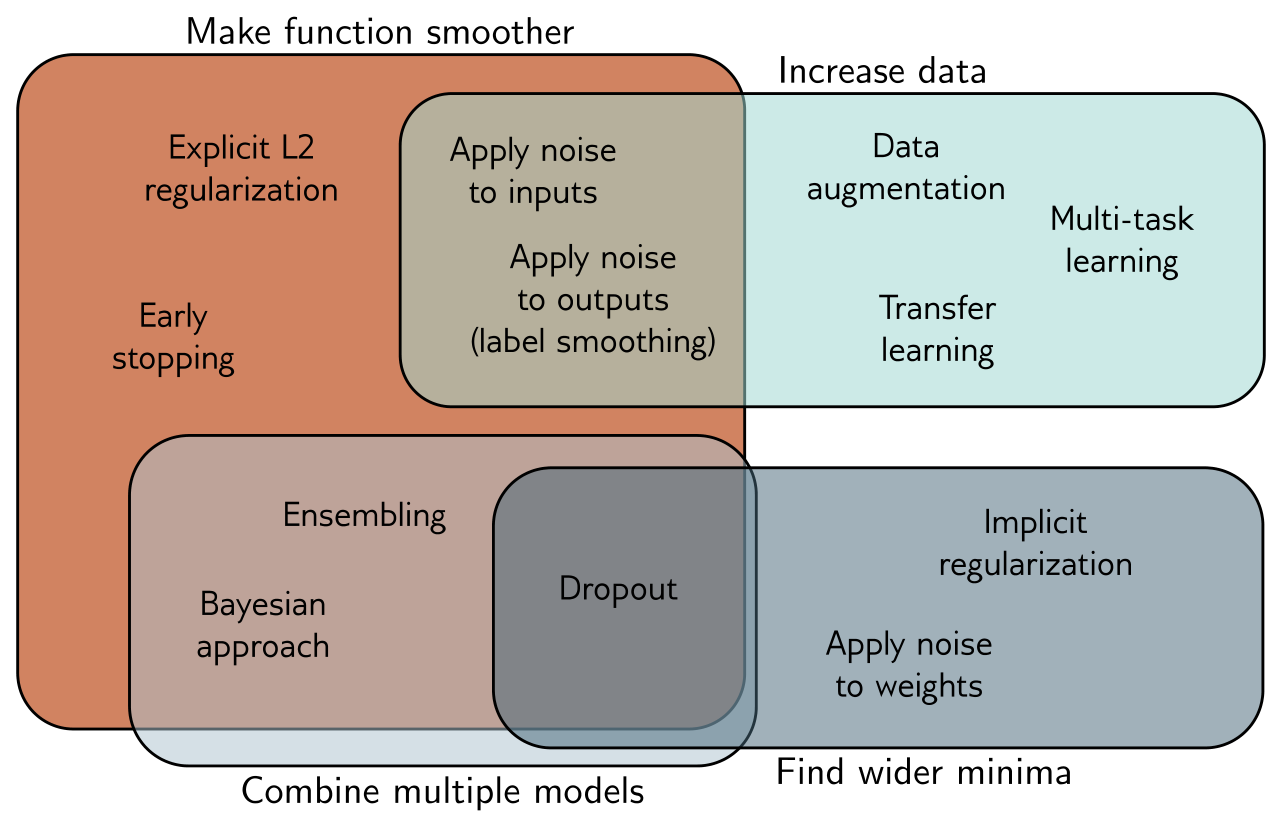 Make function smoother
Increase data
Explicit L2
regularization
Apply noise
to inputs
Data
augmentation
Multi-task
learning
Apply noise
to outputs
(label smoothing)
Early
stopping
Transfer
learning
Ensembling
Bayesian
approach
Dropout
Implicit
regularization
Apply noise
to weights
Combine multiple models
Find wider minima